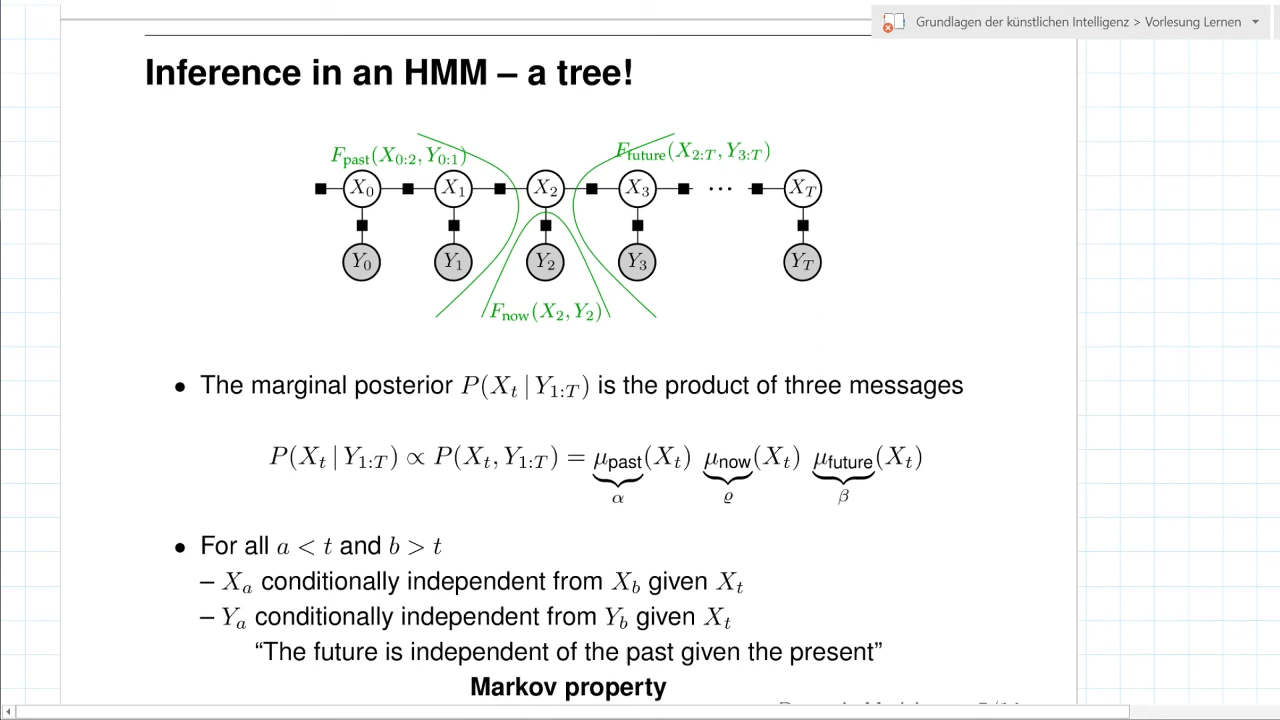 Grundlagen der künstlichen Intelligenz > Vorlesung Lernen
Inference in an HMM – a tree!
F_past(X_{0:2}, Y_{0:1}) F_future(X_{2:T}, Y_{3:T})
X_0 X_1 X_2 X_3 ··· X_T
Y_0 Y_1 Y_2 Y_3 Y_T
F_now(X_2, Y_2)
• The marginal posterior P(X_t | Y_{1:T}) is the product of three messages
P(X_t | Y_{1:T}) ∝ P(X_t, Y_{1:T}) = μ_past(X_t) μ_now(X_t) μ_future(X_t)
α ϱ β
• For all a < t and b > t
– X_a conditionally independent from X_b given X_t
– Y_a conditionally independent from Y_b given X_t
“The future is independent of the past given the present”
Markov property